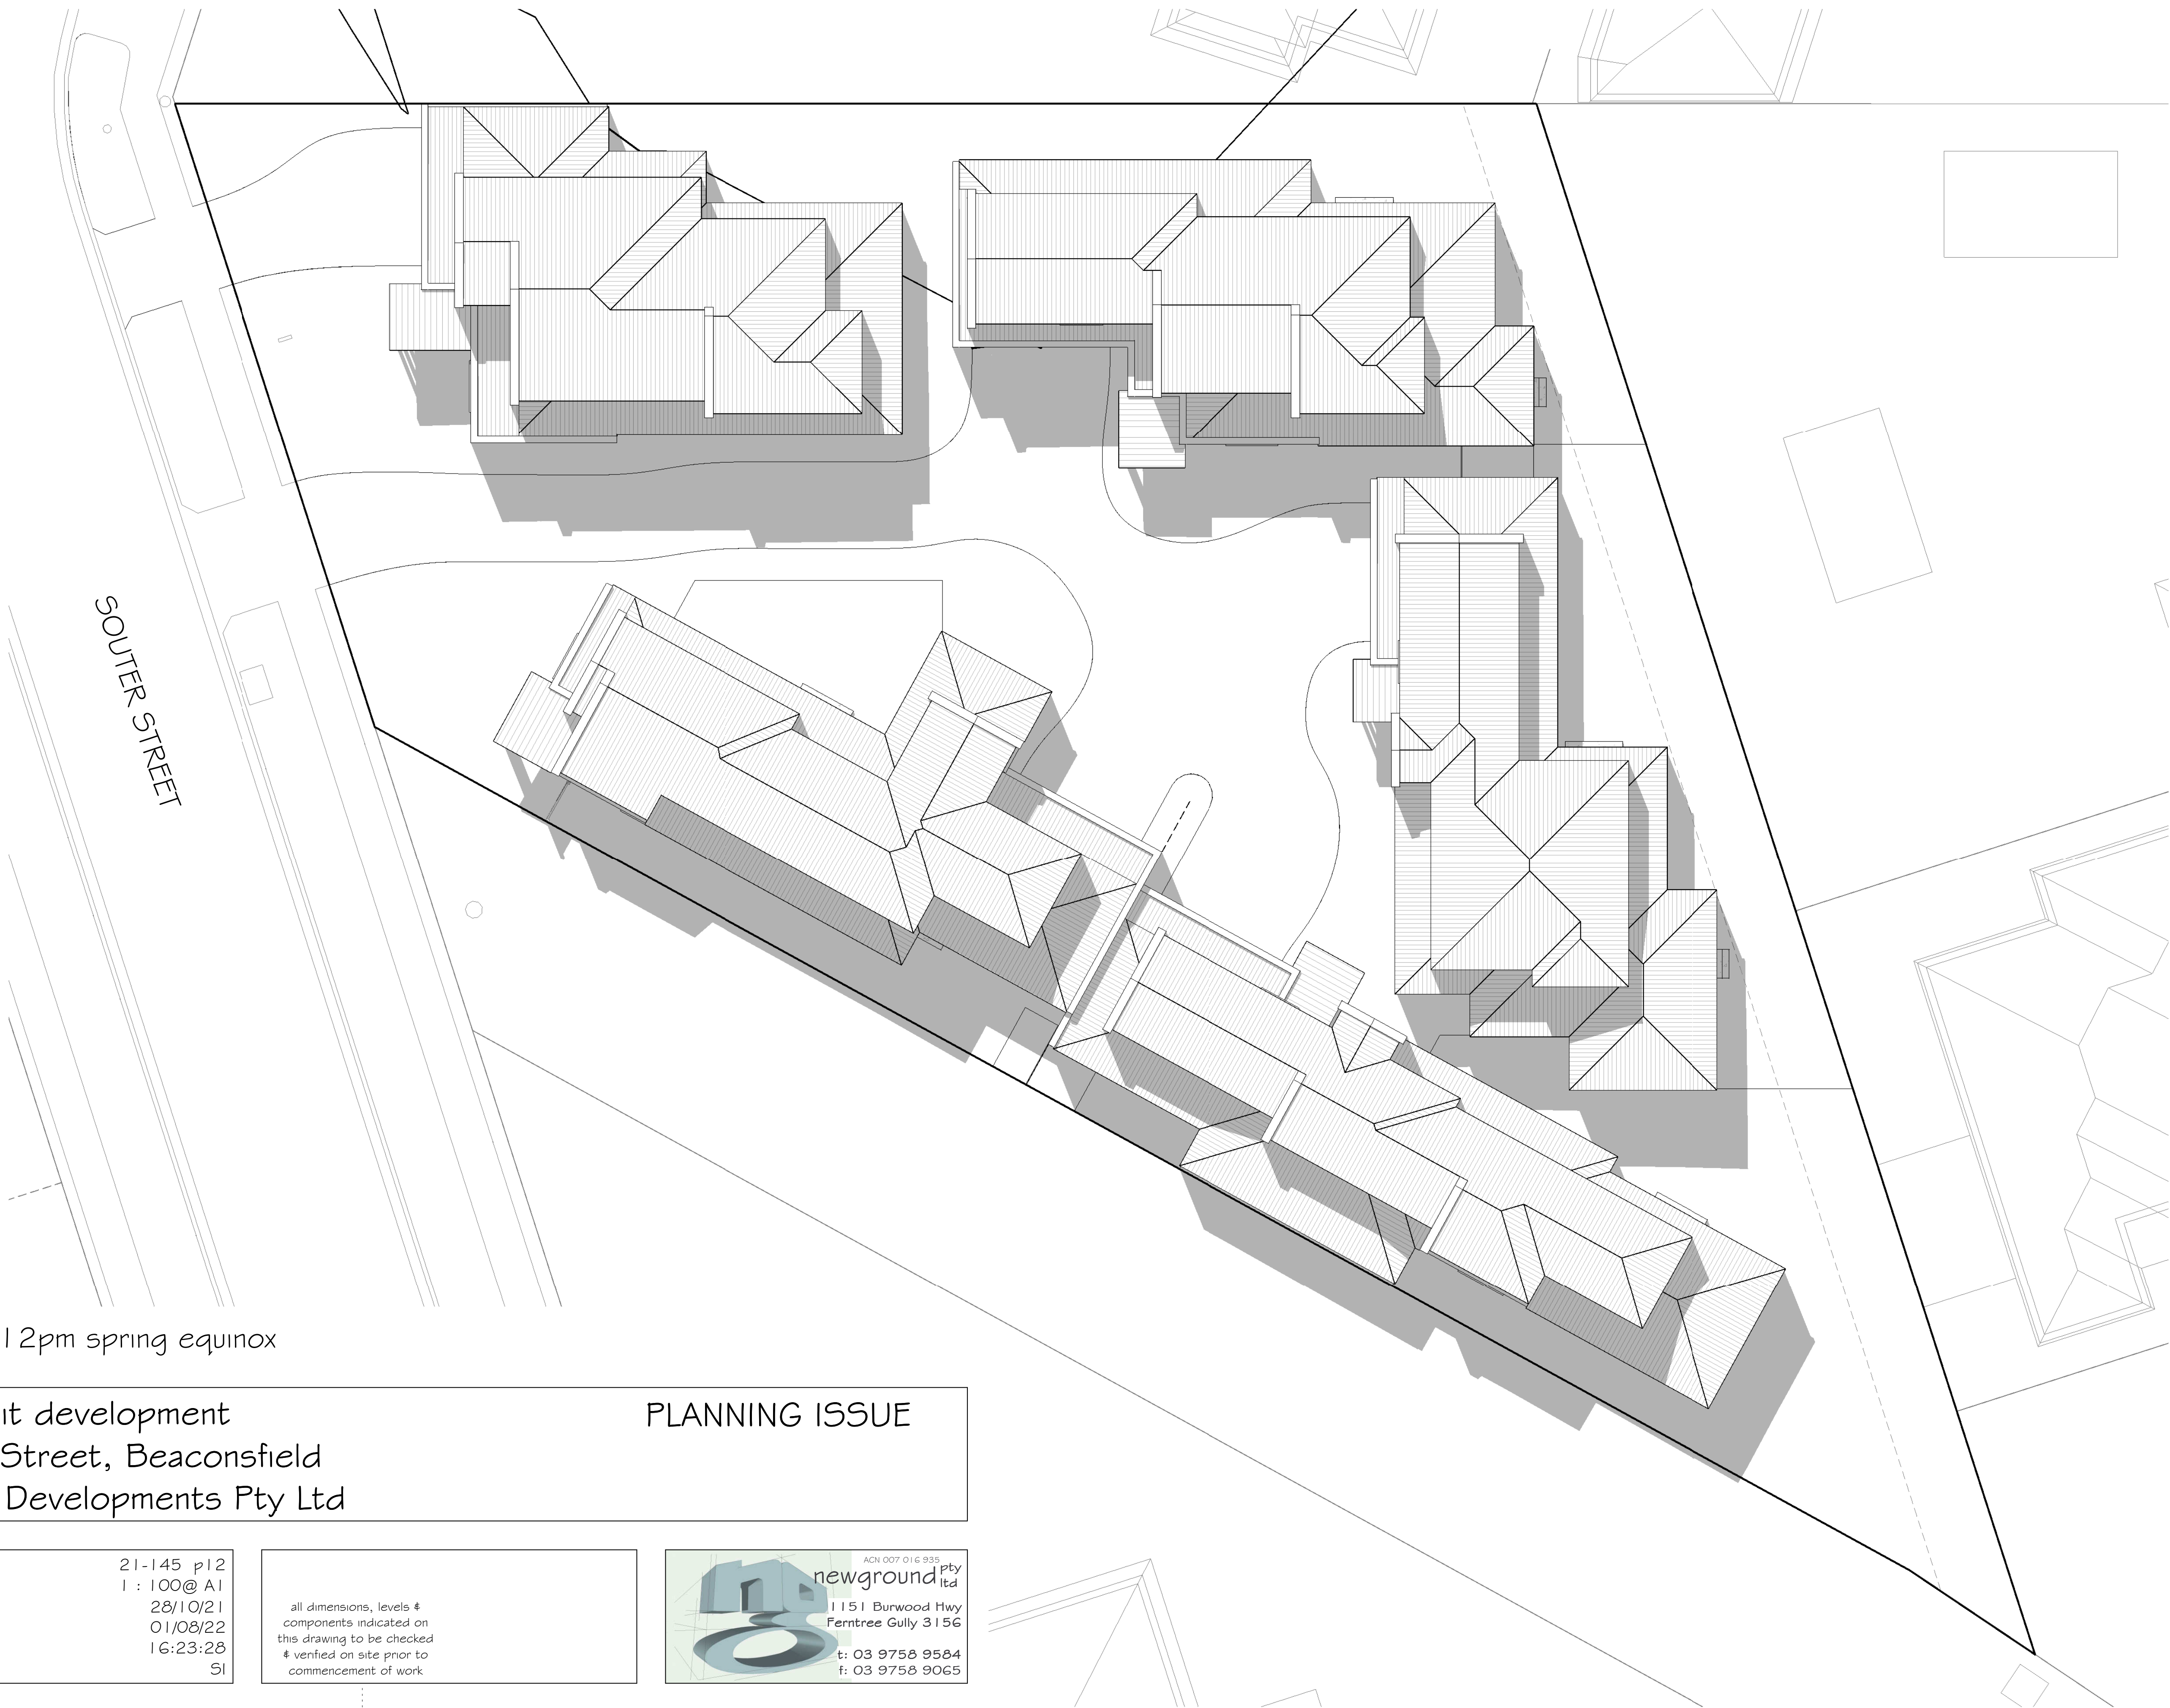 SOUTER STREET
12pm spring equinox
it development
PLANNING ISSUE
Street, Beaconsfield
Developments Pty Ltd
21-145 p12
1 : 100@ A1
28/10/21
01/08/22
16:23:28
SI
all dimensions, levels &
components indicated on
this drawing to be checked
& verified on site prior to
commencement of work
ACN 007 016 935
newground pty ltd
1151 Burwood Hwy
Ferntree Gully 3156
t: 03 9758 9584
f: 03 9758 9065